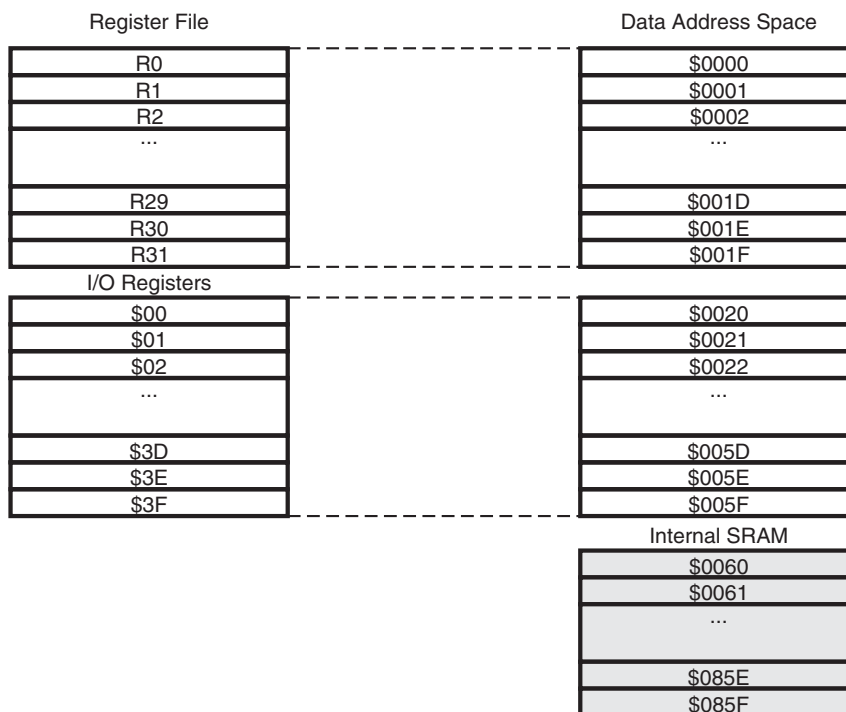 Register File
Data Address Space
R0
$0000
R1
$0001
R2
$0002
...
...
R29
$001D
R30
$001E
R31
$001F
I/O Registers
$00
$0020
$01
$0021
$02
$0022
...
...
$3D
$005D
$3E
$005E
$3F
$005F
Internal SRAM
$0060
$0061
...
$085E
$085F